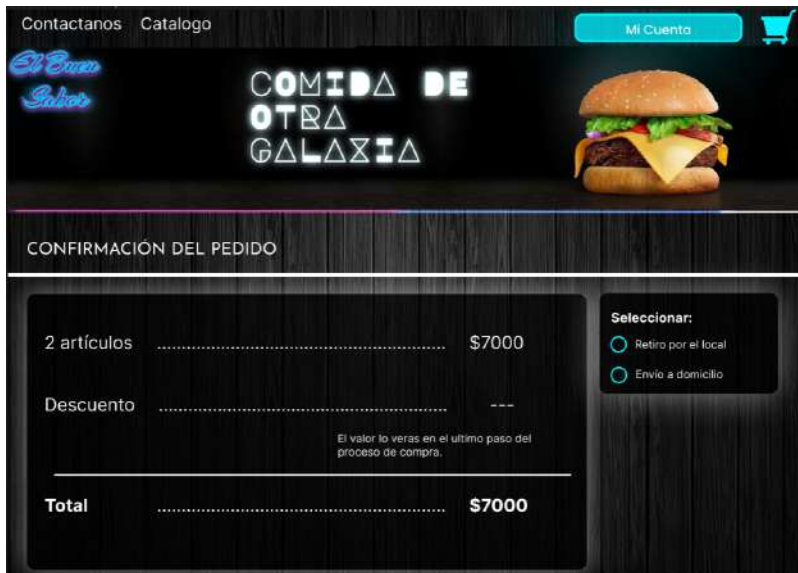 Contactanos Catalogo
Mi Cuenta
El Buen
Sabor
COMIDA DE
OTRA
GALAXIA
CONFIRMACIÓN DEL PEDIDO
2 artículos ................................................ $7000
Descuento ................................................ ---
El valor lo veras en el ultimo paso del
proceso de compra.
Total ................................................ $7000
Seleccionar:
Retiro por el local
Envio a domicilio